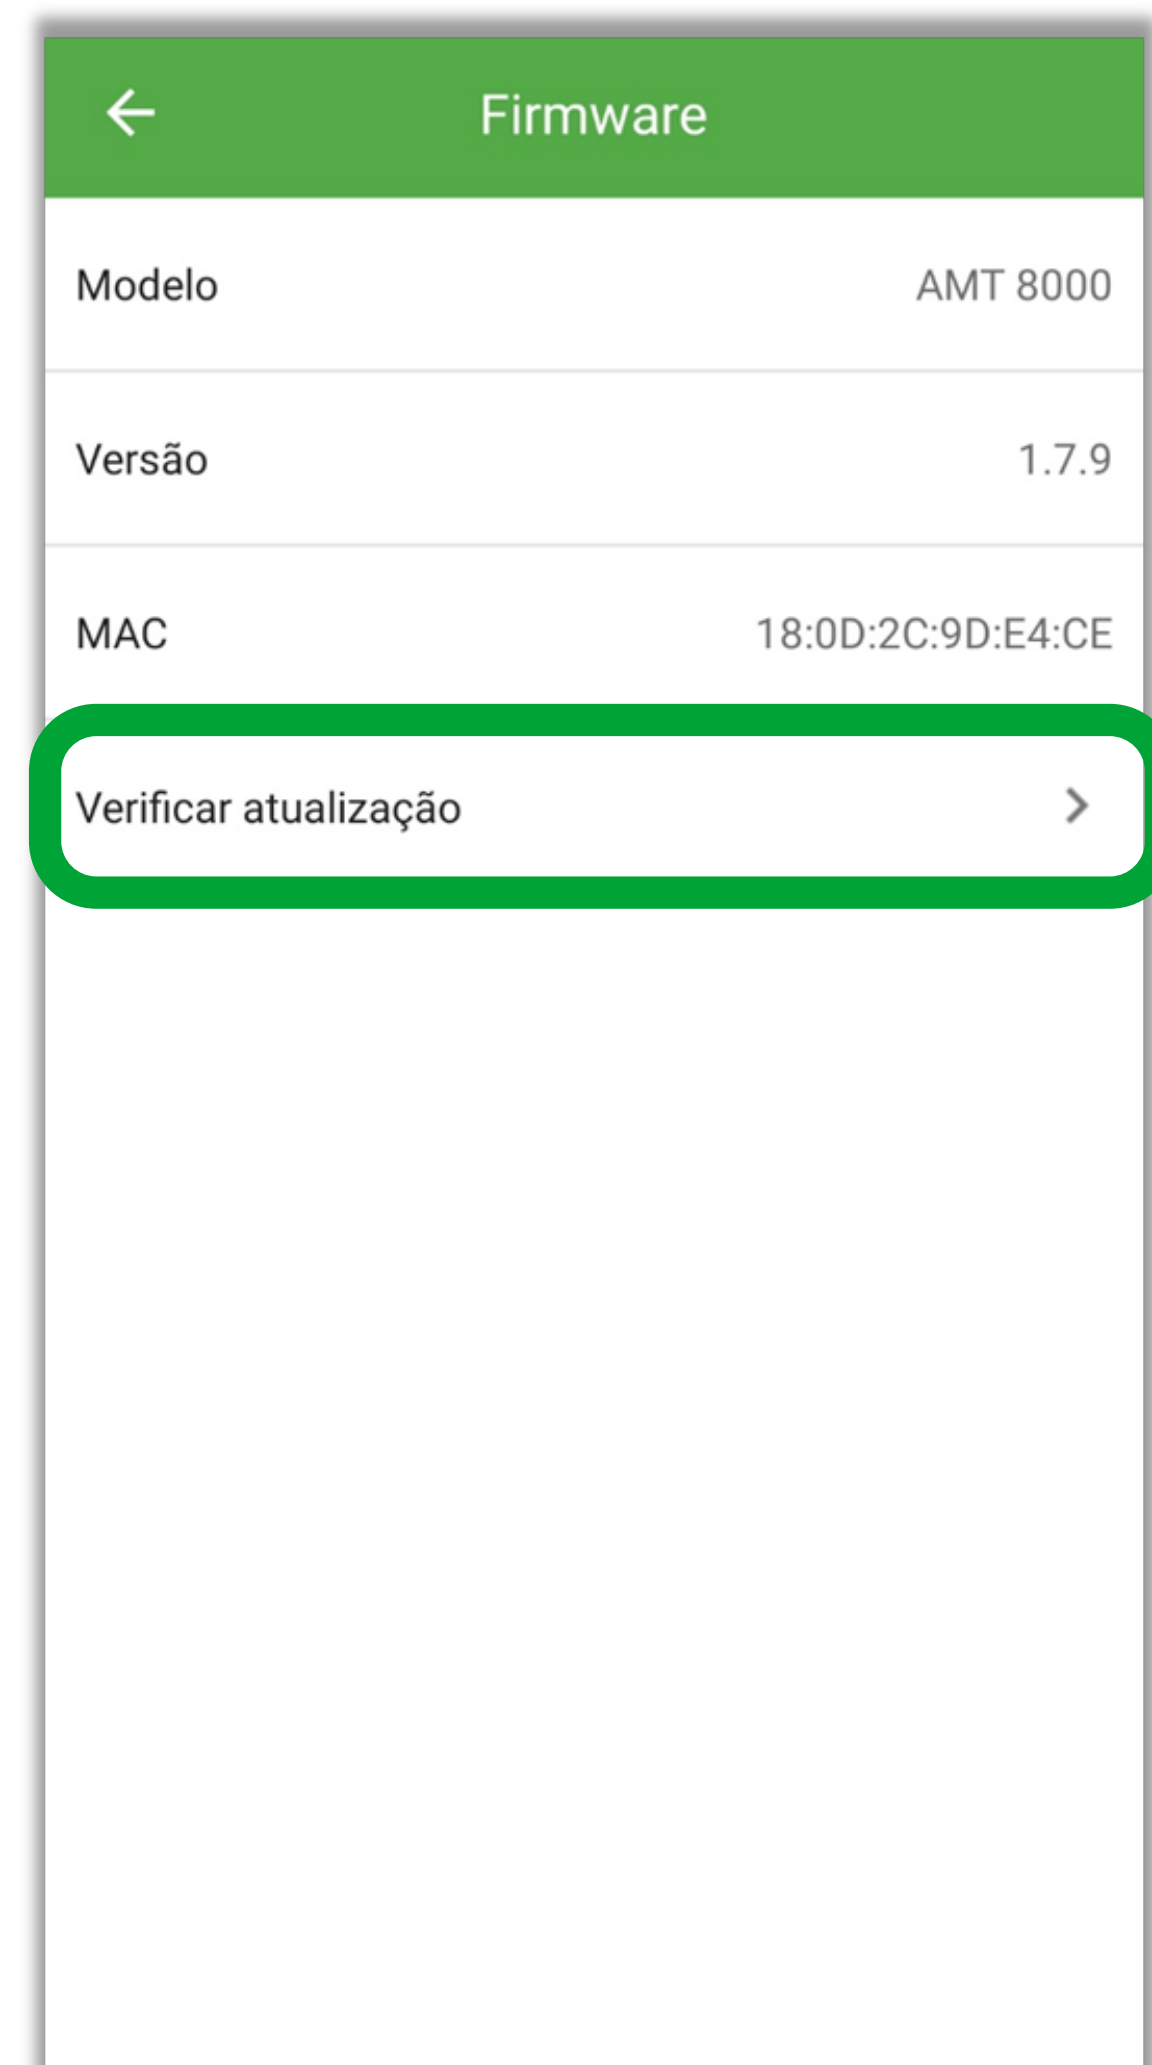 Firmware
Modelo AMT 8000
Versão 1.7.9
MAC 18:0D:2C:9D:E4:CE
Verificar atualização